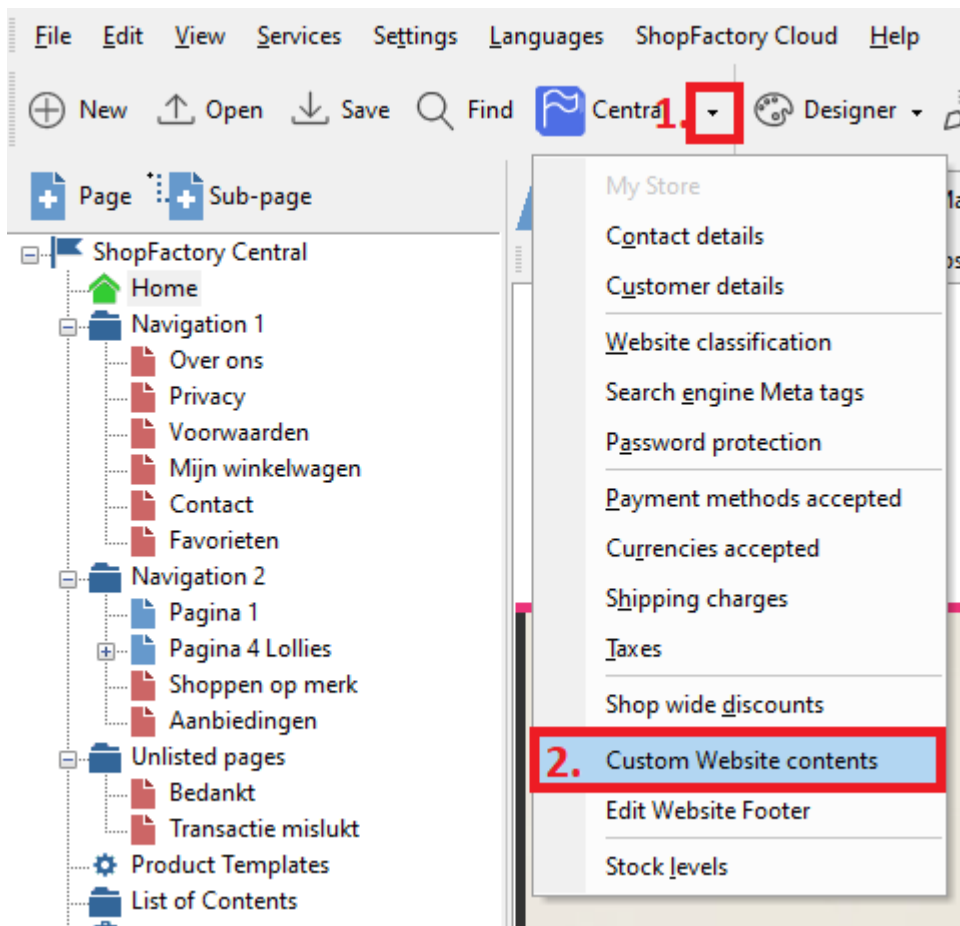 File Edit View Services Settings Languages ShopFactory Cloud Help
New Open Save Find Central 1. Designer
Page Sub-page
ShopFactory Central
Home
Navigation 1
Over ons
Privacy
Voorwaarden
Mijn winkelwagen
Contact
Favorieten
Navigation 2
Pagina 1
Pagina 4 Lollies
Shoppen op merk
Aanbiedingen
Unlisted pages
Bedankt
Transactie mislukt
Product Templates
List of Contents
My Store
Contact details
Customer details
Website classification
Search engine Meta tags
Password protection
Payment methods accepted
Currencies accepted
Shipping charges
Taxes
Shop wide discounts
2. Custom Website contents
Edit Website Footer
Stock levels